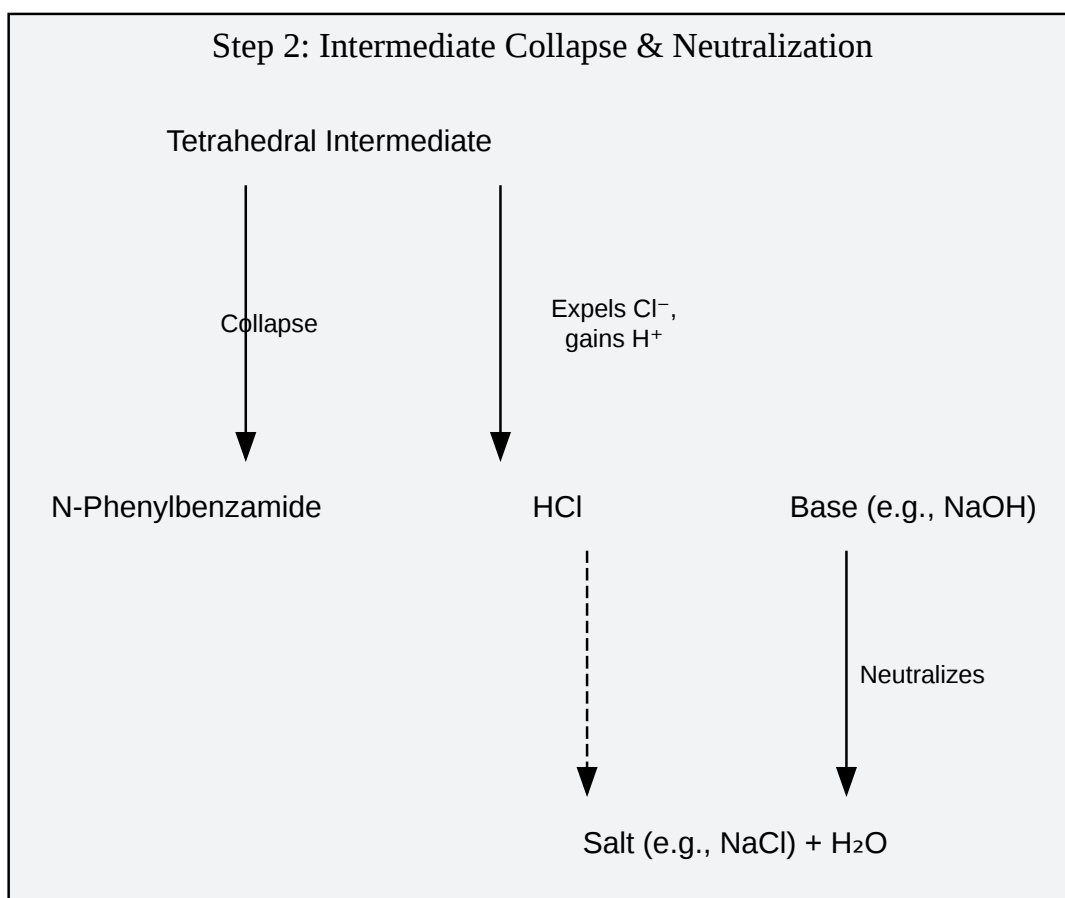 Step 2: Intermediate Collapse & Neutralization
Tetrahedral Intermediate
Collapse
Expels Cl⁻,
gains H⁺
N-Phenylbenzamide
HCl
Base (e.g., NaOH)
Neutralizes
Salt (e.g., NaCl) + H₂O